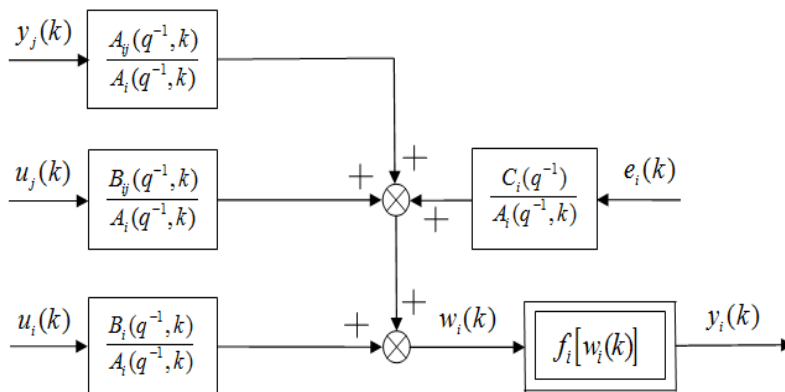 y_j(k)
A_ij(q⁻¹,k)
A_i(q⁻¹,k)
+
u_j(k)
B_ij(q⁻¹,k)
A_i(q⁻¹,k)
+
+
C_i(q⁻¹)
A_i(q⁻¹,k)
e_i(k)
u_i(k)
B_i(q⁻¹,k)
A_i(q⁻¹,k)
+
+
w_i(k)
f_i[w_i(k)]
y_i(k)